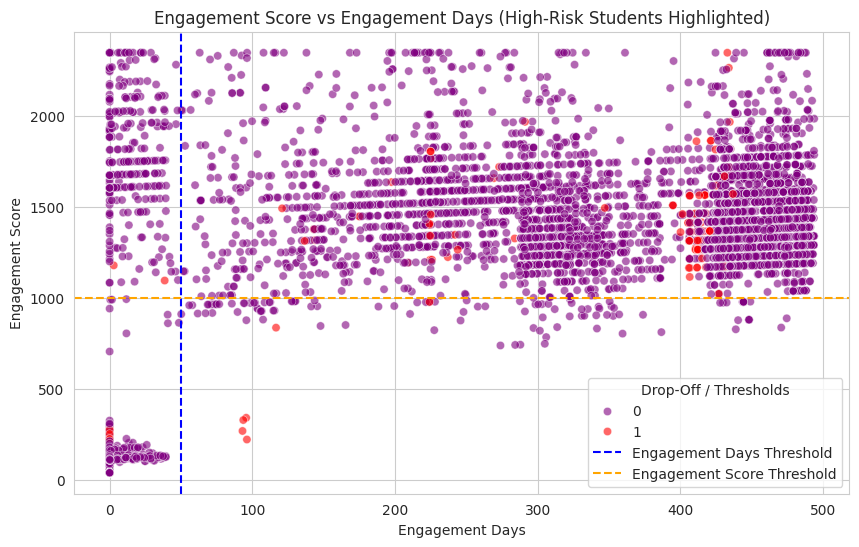 Engagement Score vs Engagement Days (High-Risk Students Highlighted)
Engagement Score
2000
1500
1000
500
0
0 100 200 300 400 500
Engagement Days
Drop-Off / Thresholds
0
1
Engagement Days Threshold
Engagement Score Threshold